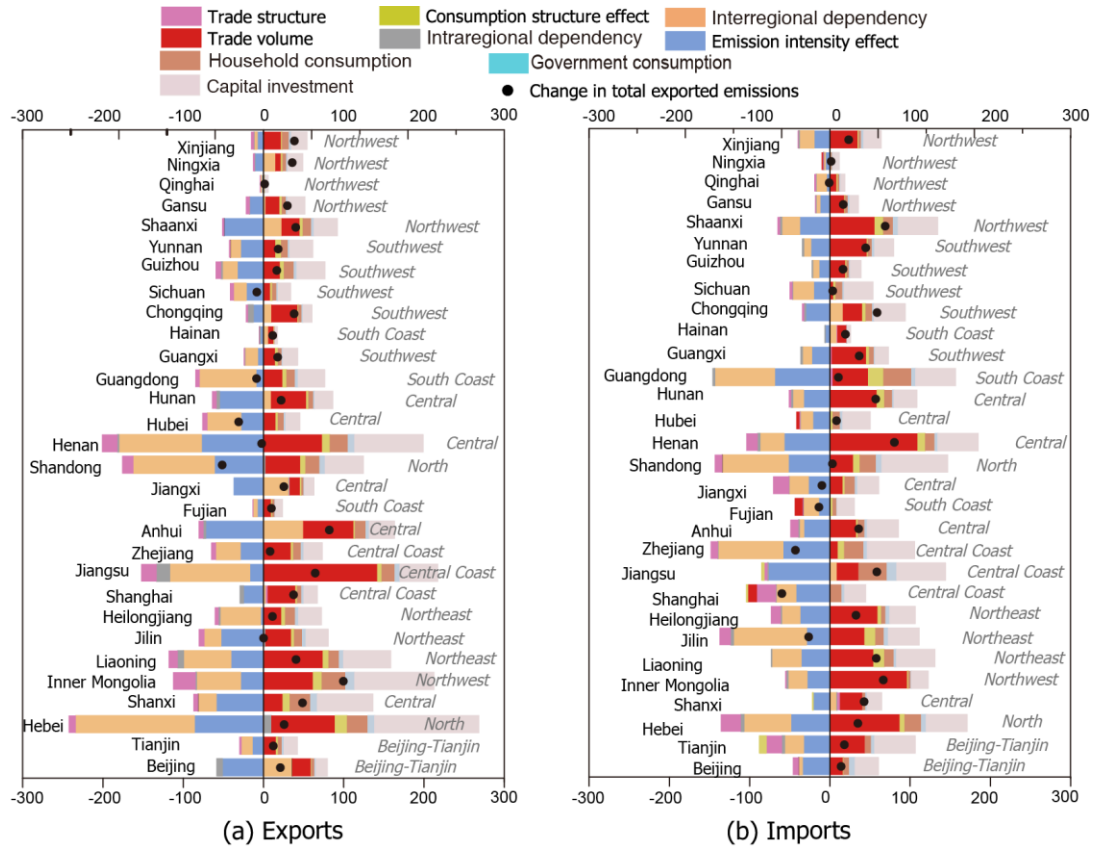 Trade structure
Consumption structure effect
Interregional dependency
Trade volume
Intraregional dependency
Emission intensity effect
Household consumption
Government consumption
Capital investment
Change in total exported emissions
-300 -200 -100 0 100 200 300
Xinjiang Northwest
Ningxia Northwest
Qinghai Northwest
Gansu Northwest
Shaanxi Northwest
Yunnan Southwest
Guizhou Southwest
Sichuan Southwest
Chongqing Southwest
Hainan South Coast
Guangxi Southwest
Guangdong South Coast
Hunan Central
Hubei Central
Henan Central
Shandong North
Jiangxi Central
Fujian South Coast
Anhui Central
Zhejiang Central Coast
Jiangsu Central Coast
Shanghai Central Coast
Heilongjiang Northeast
Jilin Northeast
Liaoning Northeast
Inner Mongolia Northwest
Shanxi Central
Hebei North
Tianjin Beijing-Tianjin
Beijing Beijing-Tianjin
-300 -200 -100 0 100 200 300
(a) Exports
-300 -200 -100 0 100 200 300
Xinjiang Northwest
Ningxia Northwest
Qinghai Northwest
Gansu Northwest
Shaanxi Northwest
Yunnan Southwest
Guizhou Southwest
Sichuan Southwest
Chongqing Southwest
Hainan South Coast
Guangxi Southwest
Guangdong South Coast
Hunan Central
Hubei Central
Henan Central
Shandong North
Jiangxi Central
Fujian South Coast
Anhui Central
Zhejiang Central Coast
Jiangsu Central Coast
Shanghai Central Coast
Heilongjiang Northeast
Jilin Northeast
Liaoning Northeast
Inner Mongolia Northwest
Shanxi Central
Hebei North
Tianjin Beijing-Tianjin
Beijing Beijing-Tianjin
-300 -100 0 100 200 300
-200
(b) Imports